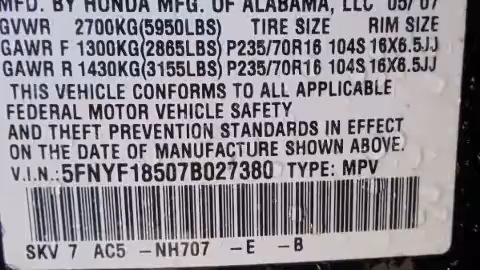 MFD. BY HONDA MFG. OF ALABAMA, LLC 05/07
GVWR 2700KG(5950LBS) TIRE SIZE RIM SIZE
GAWR F 1300KG(2865LBS) P235/70R16 104S 16X6.5JJ
GAWR R 1430KG(3155LBS) P235/70R16 104S 16X6.5JJ
THIS VEHICLE CONFORMS TO ALL APPLICABLE
FEDERAL MOTOR VEHICLE SAFETY
AND THEFT PREVENTION STANDARDS IN EFFECT
ON THE DATE OF MANUFACTURE SHOWN ABOVE.
V.I.N.: 5FNYF18507B027380 TYPE: MPV
SKV 7 AC5 -NH707 -E -B